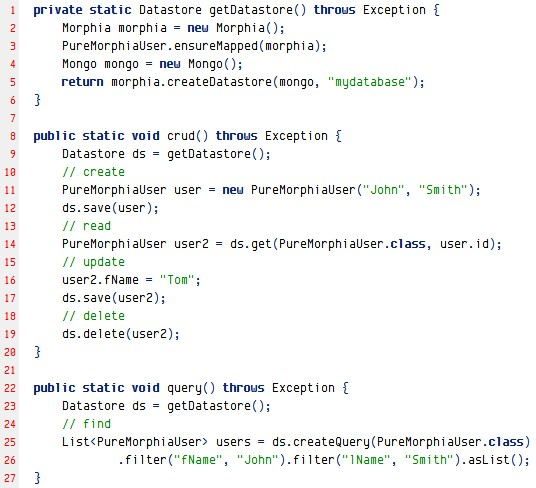 1 private static Datastore getDatastore() throws Exception {
2     Morphia morphia = new Morphia();
3     PureMorphiaUser.ensureMapped(morphia);
4     Mongo mongo = new Mongo();
5     return morphia.createDatastore(mongo, "mydatabase");
6 }
7
8 public static void crud() throws Exception {
9     Datastore ds = getDatastore();
10     // create
11     PureMorphiaUser user = new PureMorphiaUser("John", "Smith");
12     ds.save(user);
13     // read
14     PureMorphiaUser user2 = ds.get(PureMorphiaUser.class, user.id);
15     // update
16     user2.fName = "Tom";
17     ds.save(user2);
18     // delete
19     ds.delete(user2);
20 }
21
22 public static void query() throws Exception {
23     Datastore ds = getDatastore();
24     // find
25     List<PureMorphiaUser> users = ds.createQuery(PureMorphiaUser.class)
26             .filter("fName", "John").filter("lName", "Smith").asList();
27 }